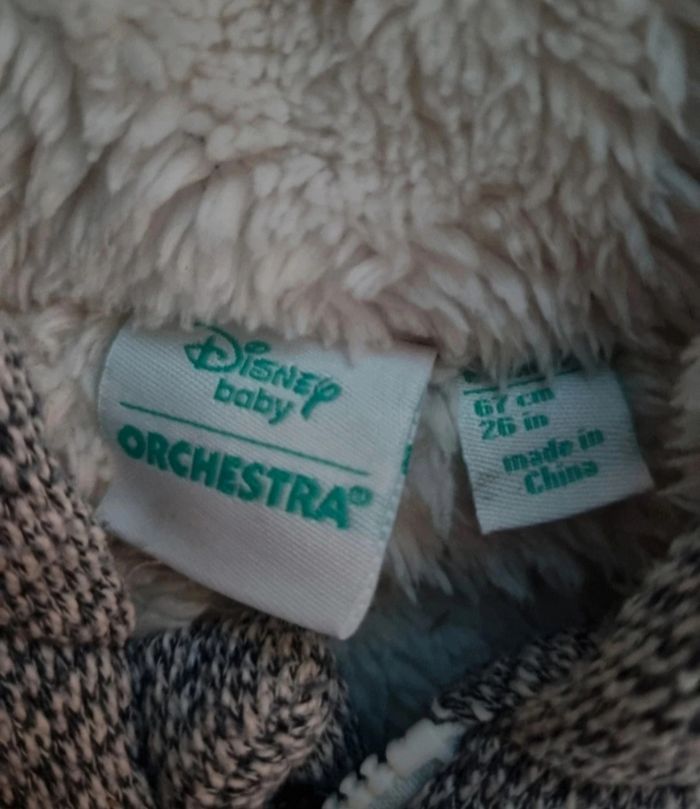 Disney
baby
ORCHESTRA®
67 cm
26 in
made in
China